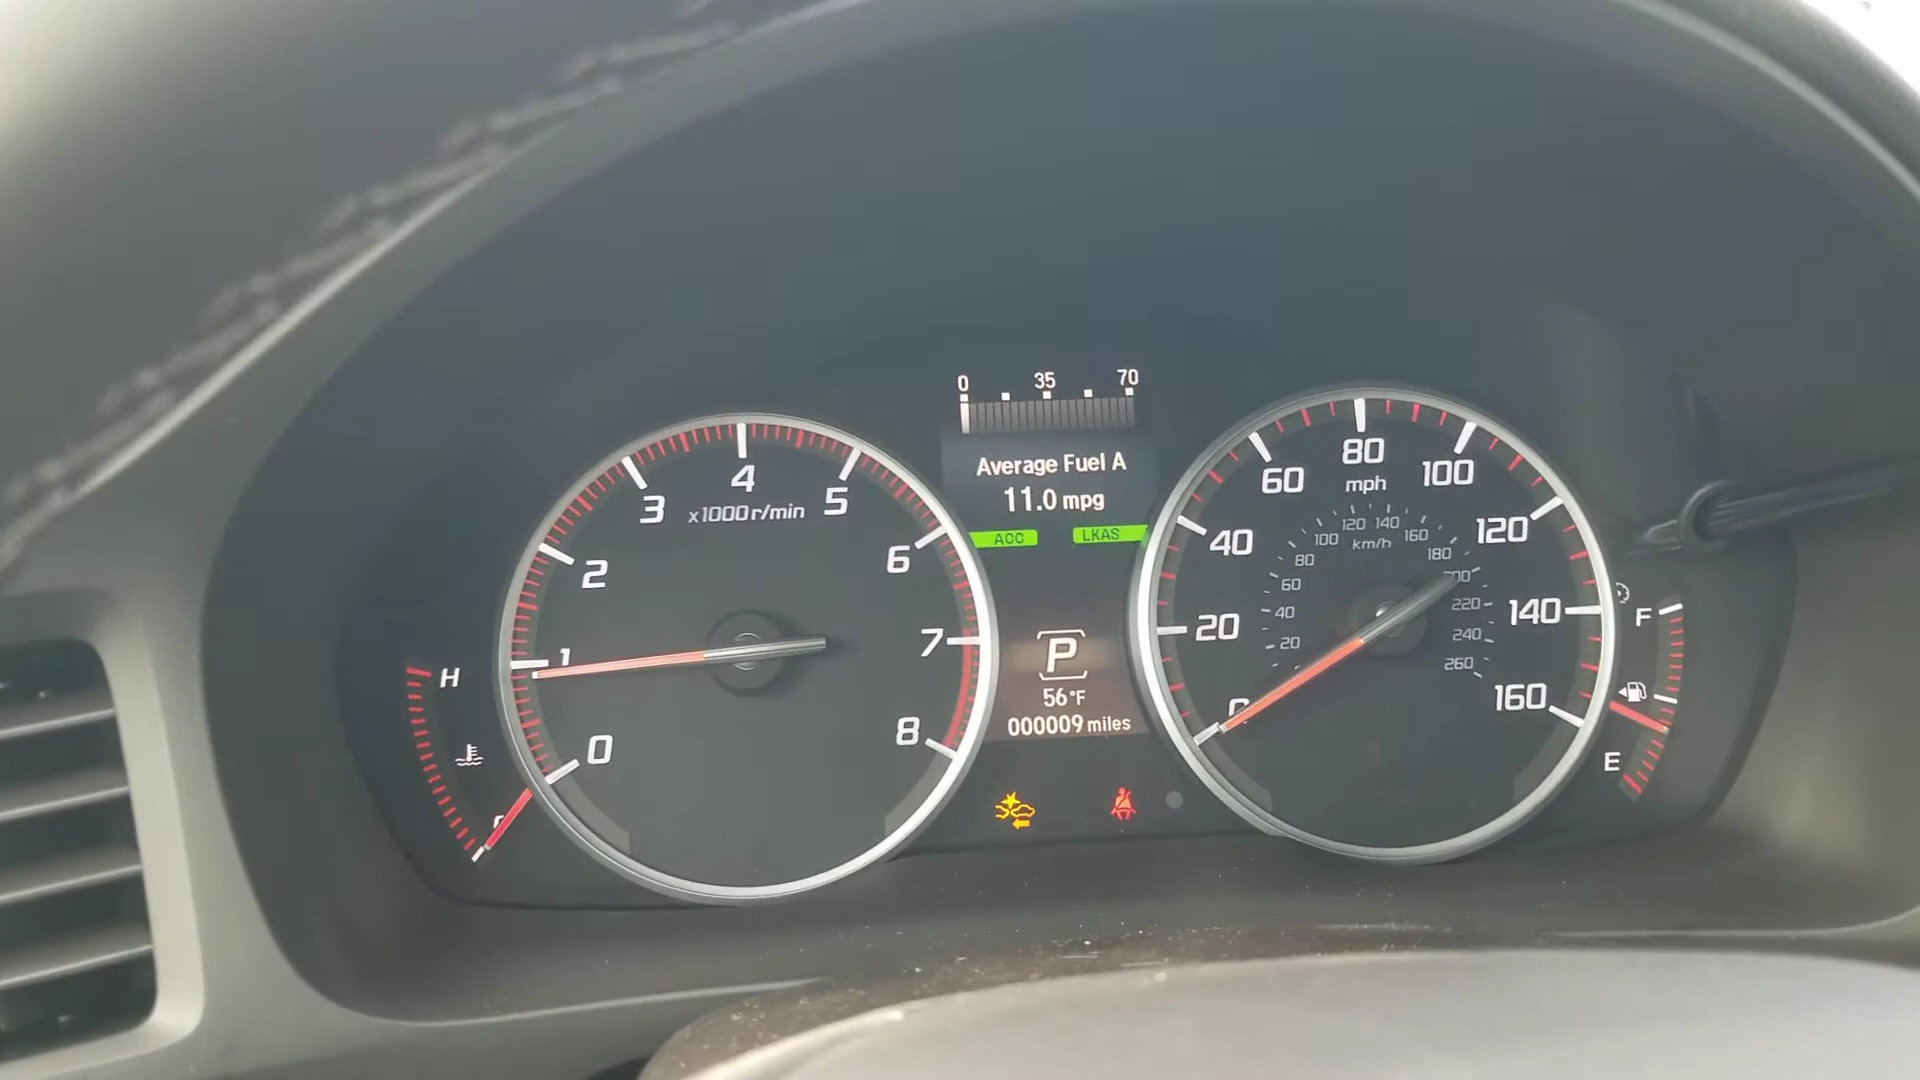 0 35 70
Average Fuel A
11.0 mpg
ACC LKAS
P
56°F
000009 miles
0 1 2 3 4 5 6 7 8
x1000 r/min
H
20 40 60 80 100 120 140 160
mph
20 40 60 80 100 120 140 160 180 200 220 240 260
km/h
F
E